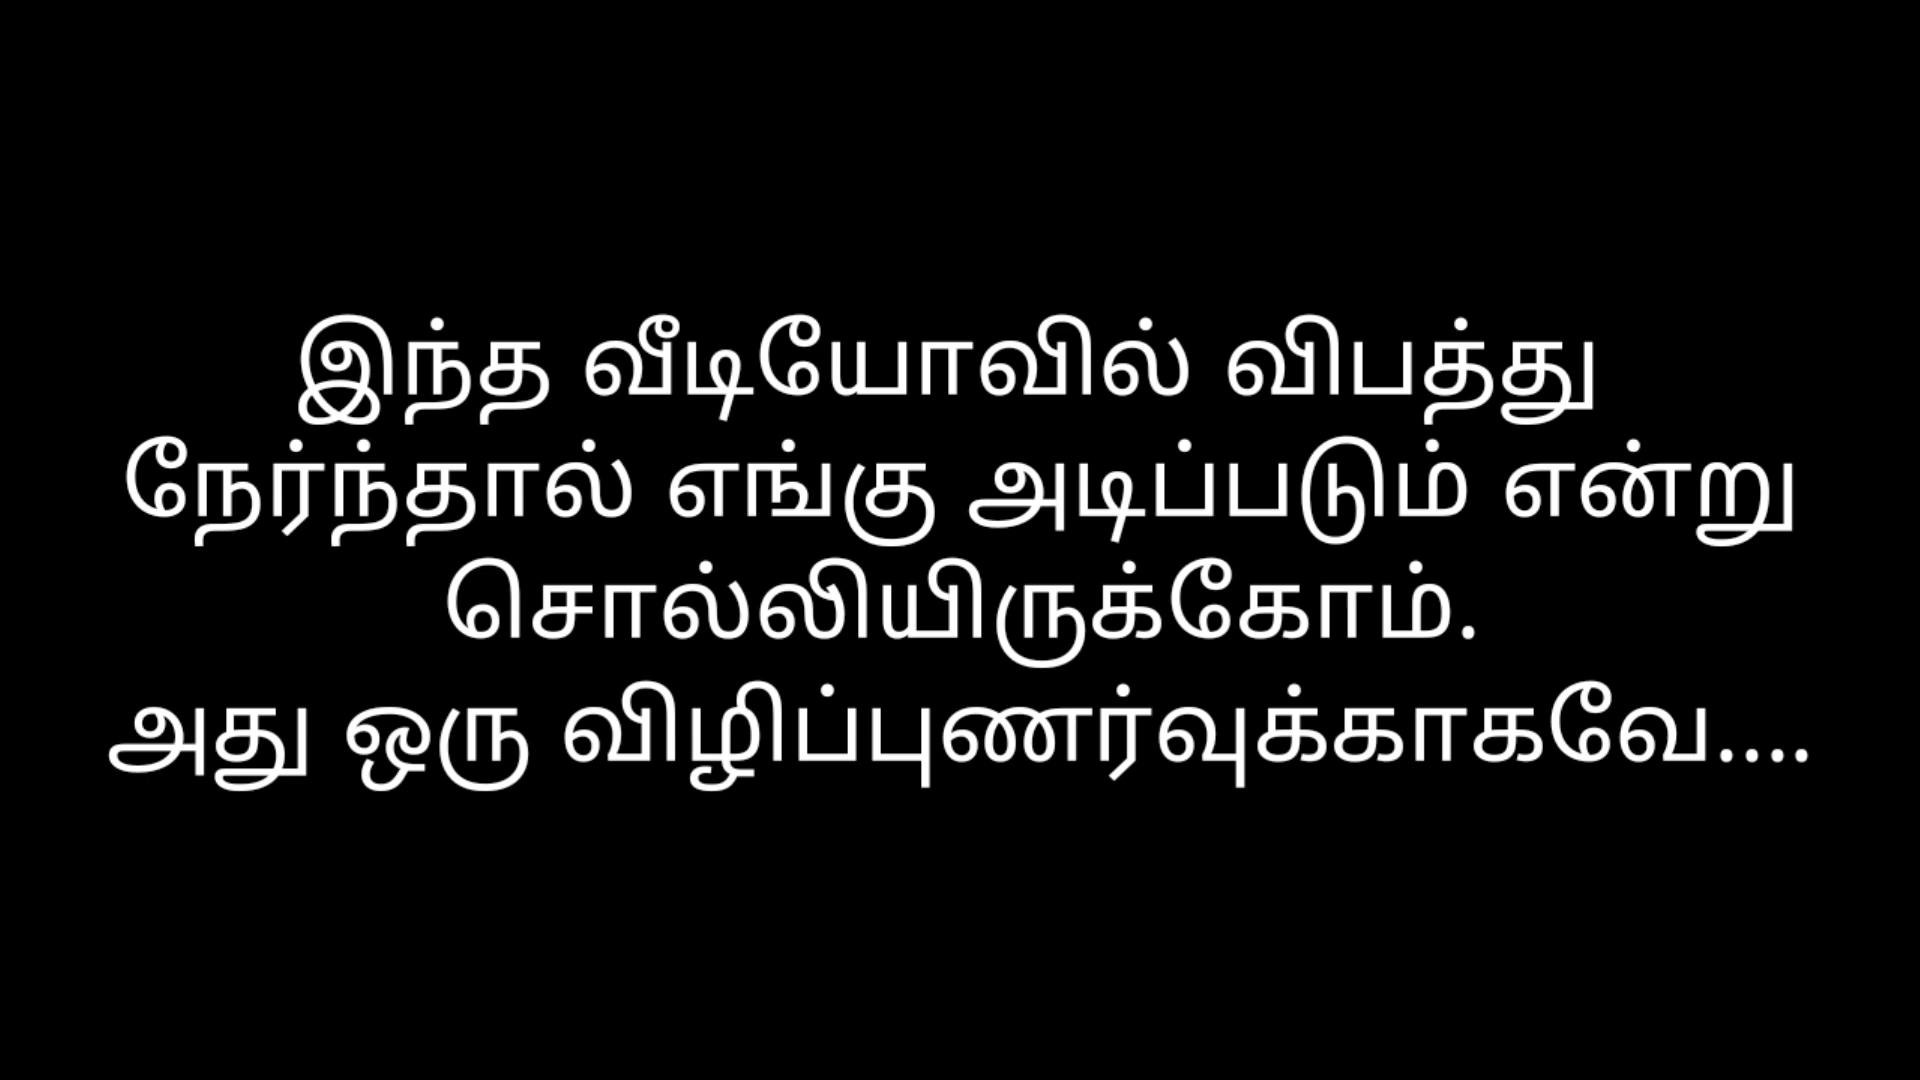 இந்த வீடியோவில் விபத்து
நேர்ந்தால் எங்கு அடிப்படும் என்று
சொல்லியிருக்கோம்.
அது ஒரு விழிப்புணர்வுக்காகவே....